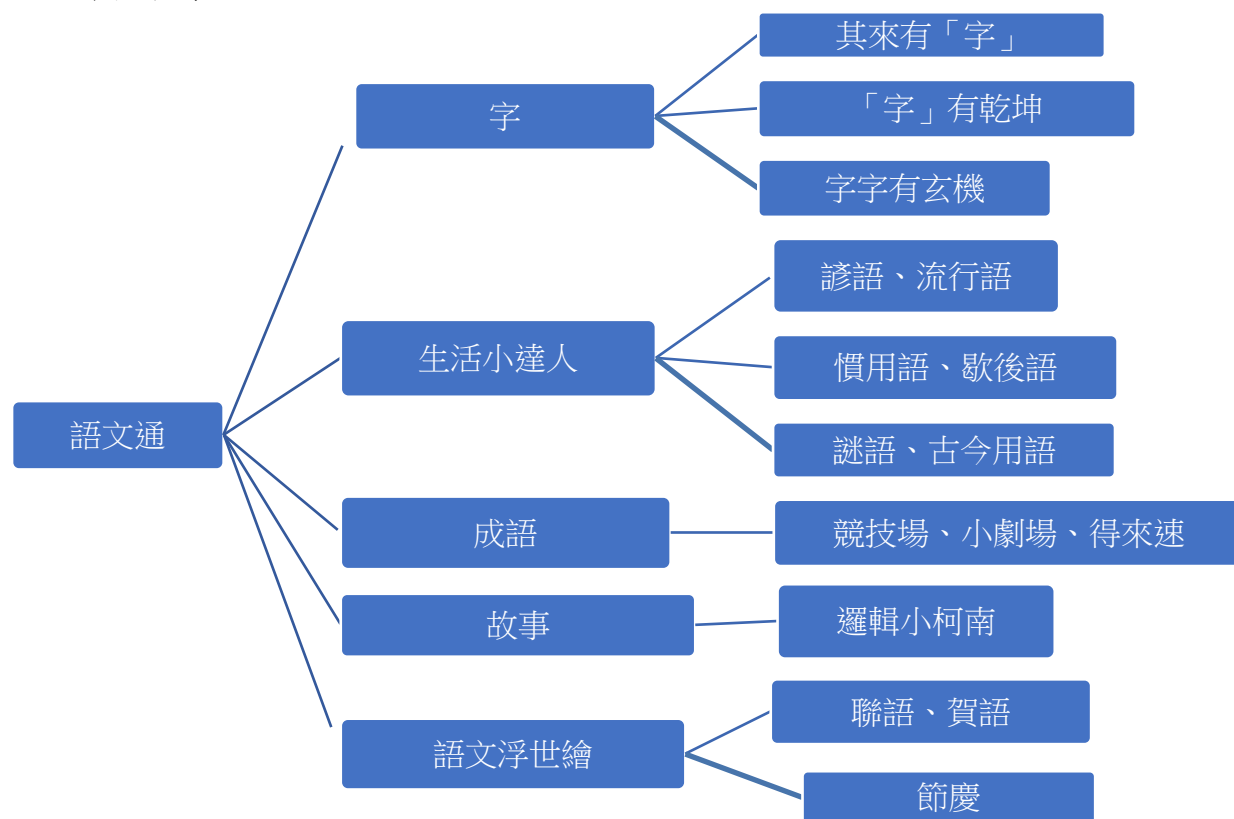 語文通
字
其來有「字」
「字」有乾坤
字字有玄機
生活小達人
諺語、流行語
慣用語、歇後語
謎語、古今用語
成語
競技場、小劇場、得來速
故事
邏輯小柯南
語文浮世繪
聯語、賀語
節慶